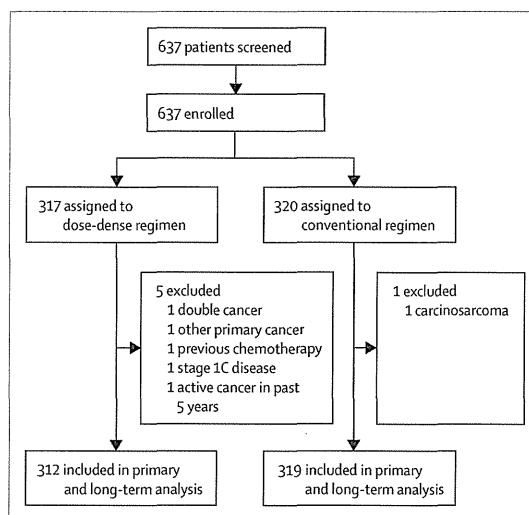 637 patients screened
637 enrolled
317 assigned to
dose-dense regimen
320 assigned to
conventional regimen
5 excluded
1 double cancer
1 other primary cancer
1 previous chemotherapy
1 stage 1C disease
1 active cancer in past
5 years
1 excluded
1 carcinosarcoma
312 included in primary
and long-term analysis
319 included in primary
and long-term analysis